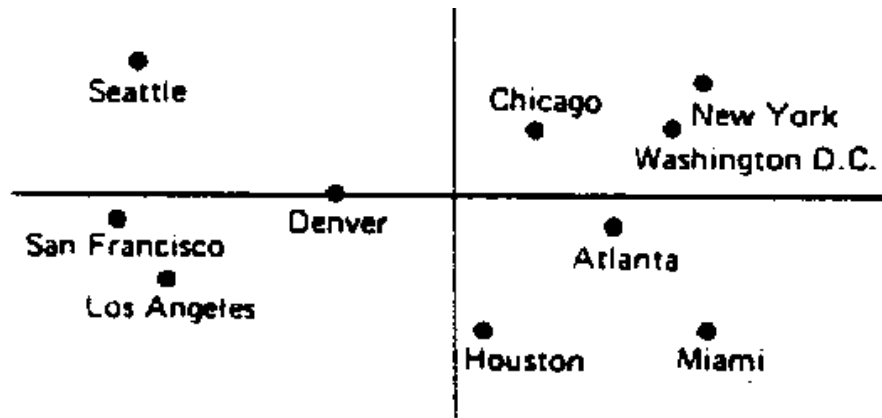 Seattle
Chicago
New York
Washington D.C.
Denver
San Francisco
Atlanta
Los Angeles
Houston
Miami